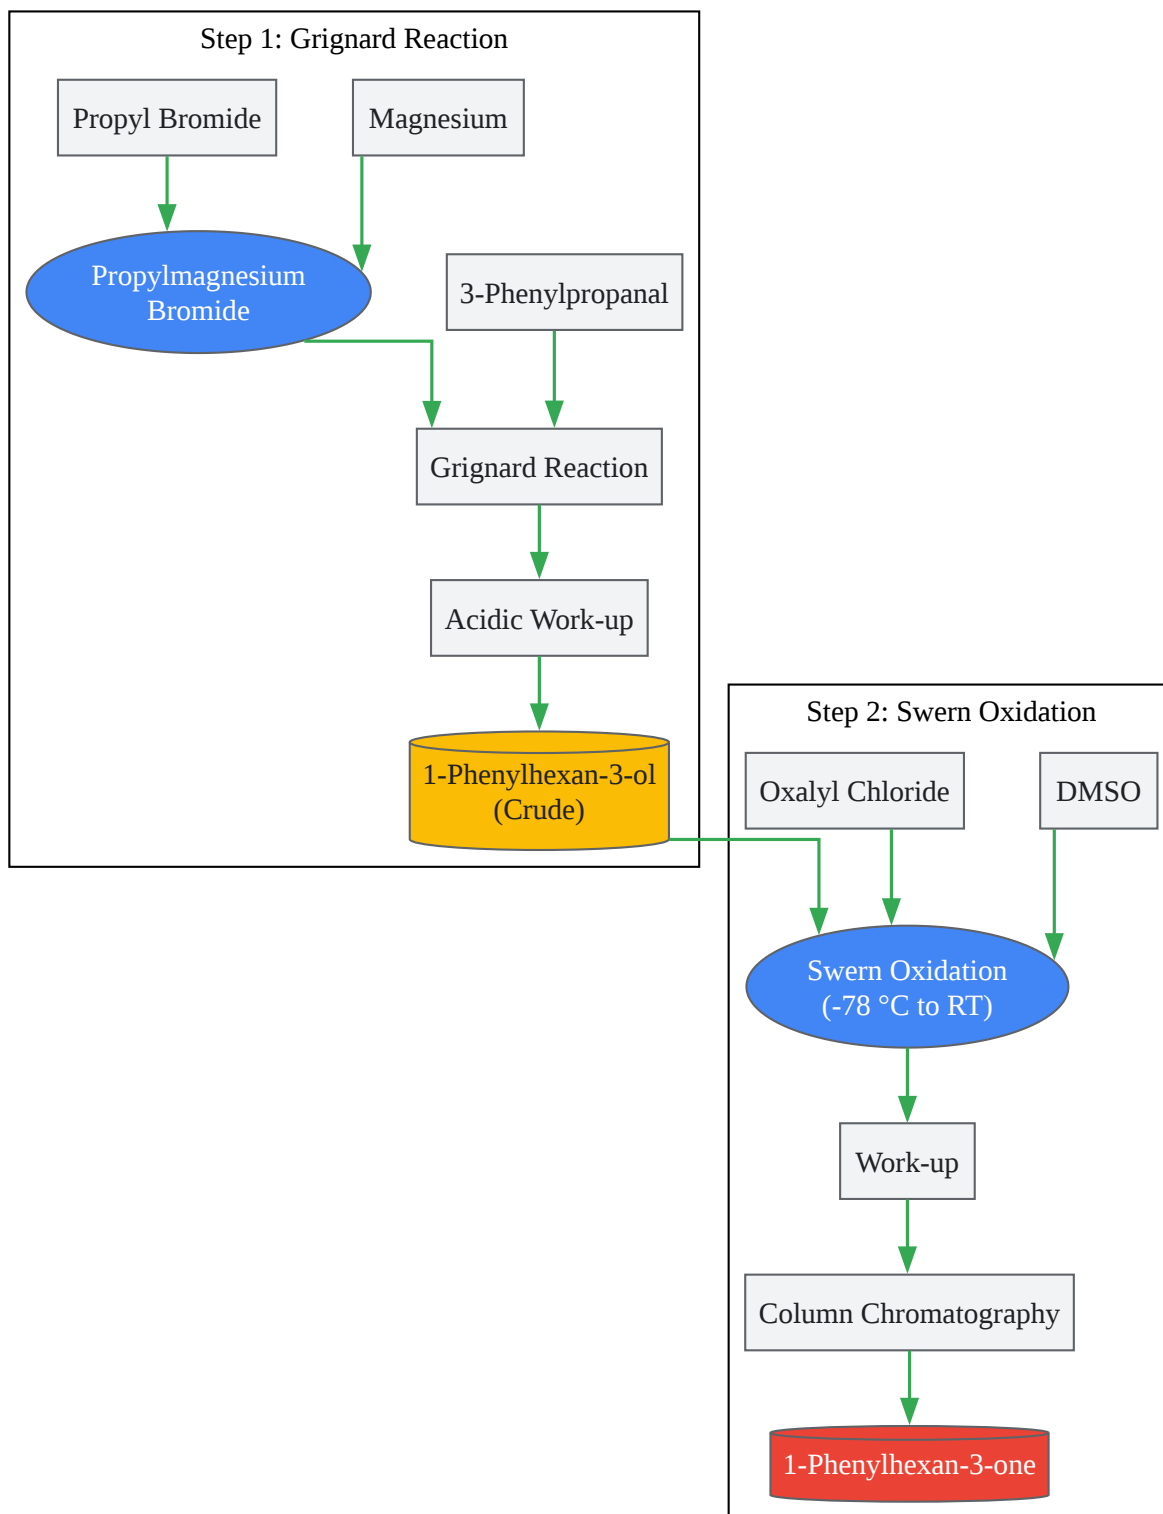 Step 1: Grignard Reaction
Propyl Bromide
Magnesium
Propylmagnesium
Bromide
3-Phenylpropanal
Grignard Reaction
Acidic Work-up
1-Phenylhexan-3-ol
(Crude)
Step 2: Swern Oxidation
Oxalyl Chloride
DMSO
Swern Oxidation
(-78 °C to RT)
Work-up
Column Chromatography
1-Phenylhexan-3-one